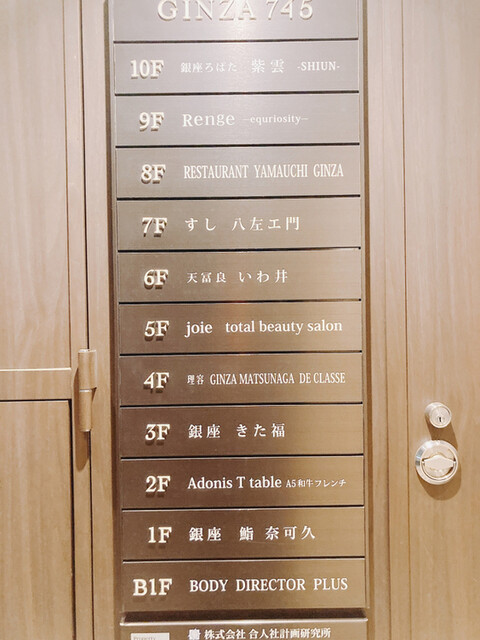 GINZA 745
10F 銀座ろばた 紫雲 -SHIUN-
9F Renge -equriosity-
8F RESTAURANT YAMAUCHI GINZA
7F すし 八左エ門
6F 天冨良 いわ井
5F joie total beauty salon
4F 理容 GINZA MATSUNAGA DE CLASSE
3F 銀座 きた福
2F Adonis T table A5和牛フレンチ
1F 銀座 鮨 奈可久
B1F BODY DIRECTOR PLUS
株式会社 合人社計画研究所